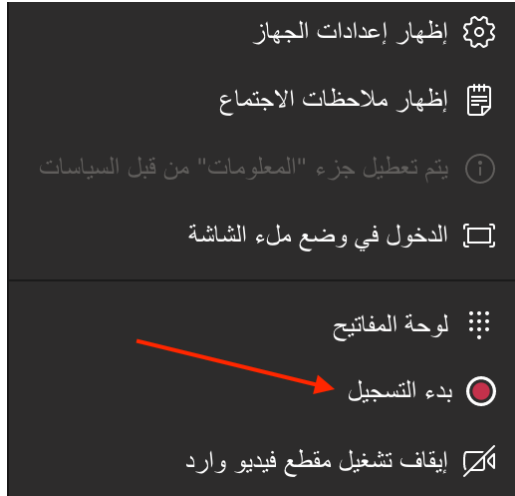 إظهار إعدادات الجهاز
إظهار ملاحظات الاجتماع
يتم تعطيل جزء "المعلومات" من قبل السياسات
الدخول في وضع ملء الشاشة
لوحة المفاتيح
بدء التسجيل
إيقاف تشغيل مقطع فيديو وارد